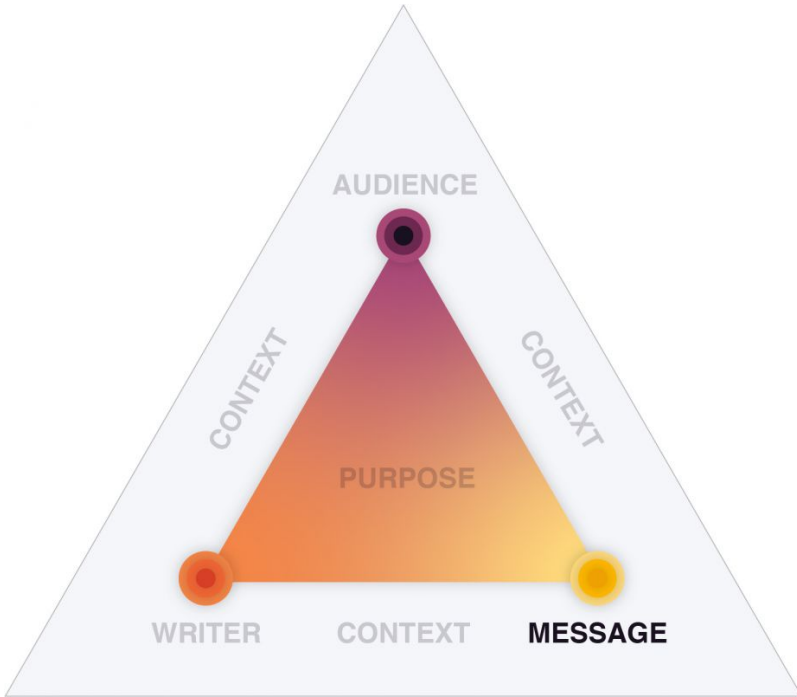 AUDIENCE
CONTEXT
CONTEXT
PURPOSE
WRITER
CONTEXT
MESSAGE